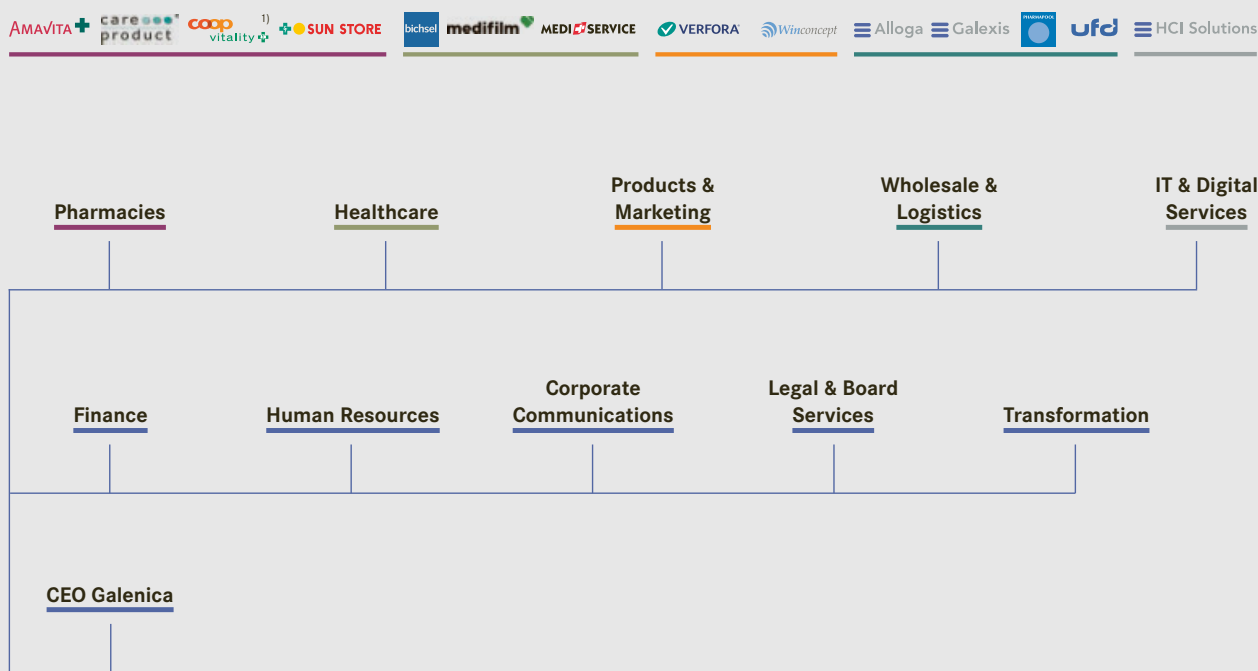 AMAVITA care product coop vitality 1) SUN STORE bichsel medifilm MEDISERVICE VERFORA Winconcept Alloga Galexis PHARMAPOOL ufd HCI Solutions
Pharmacies
Healthcare
Products &
Marketing
Wholesale &
Logistics
IT & Digital
Services
Finance
Human Resources
Corporate
Communications
Legal & Board
Services
Transformation
CEO Galenica